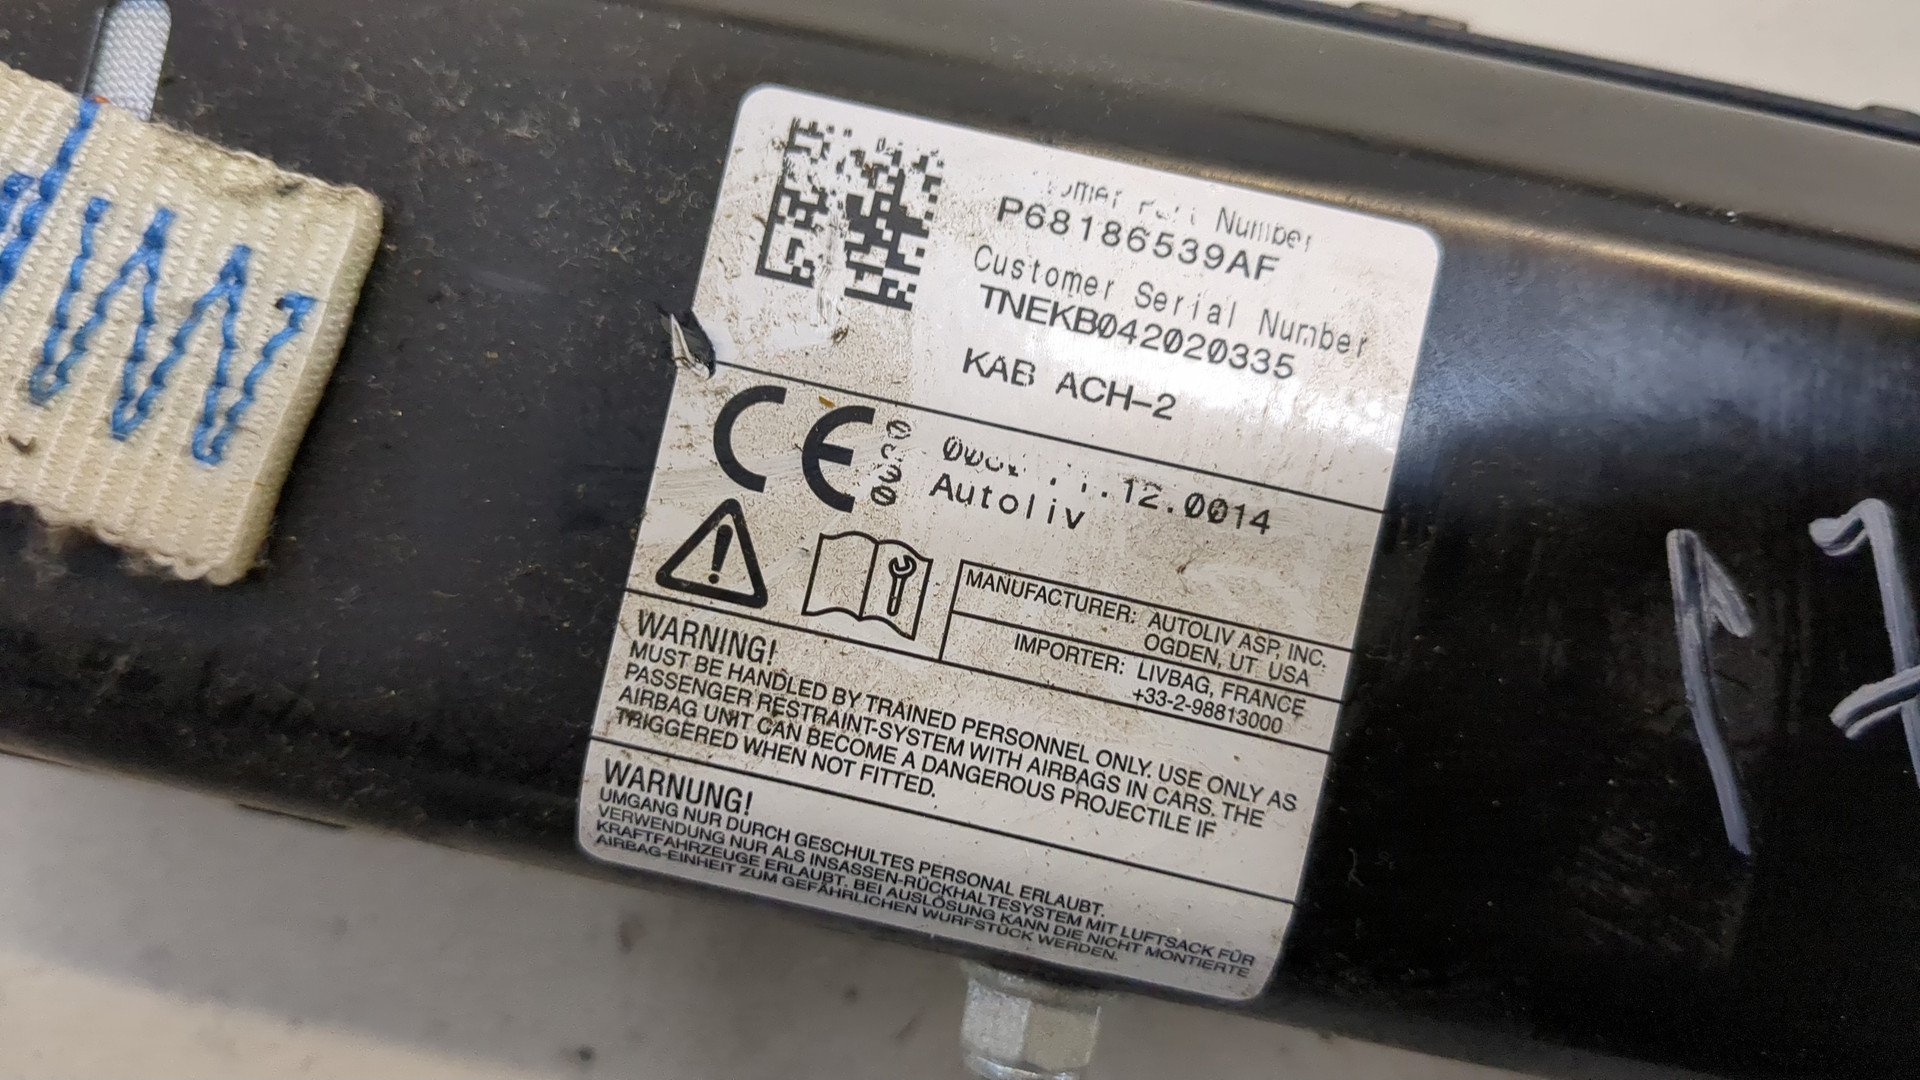 Number
P68186539AF
Customer Serial Number
TNEKB042020335
KAB ACH-2
CE
12.0014
Autoliv
MANUFACTURER: AUTOLIV ASP, INC.
OGDEN, UT USA
IMPORTER: LIVBAG, FRANCE
+33-2-98813000
WARNING!
MUST BE HANDLED BY TRAINED PERSONNEL ONLY. USE ONLY AS
PASSENGER RESTRAINT-SYSTEM WITH AIRBAGS IN CARS. THE
AIRBAG UNIT CAN BECOME A DANGEROUS PROJECTILE IF
TRIGGERED WHEN NOT FITTED.
WARNUNG!
UMGANG NUR DURCH GESCHULTES PERSONAL ERLAUBT.
VERWENDUNG NUR ALS INSASSEN-RÜCKHALTESYSTEM MIT LUFTSACK FÜR
KRAFTFAHRZEUGE ERLAUBT. BEI AUSLÖSUNG KANN DIE NICHT MONTIERTE
AIRBAG-EINHEIT ZUM GEFÄHRLICHEN WURFSTÜCK WERDEN.
17